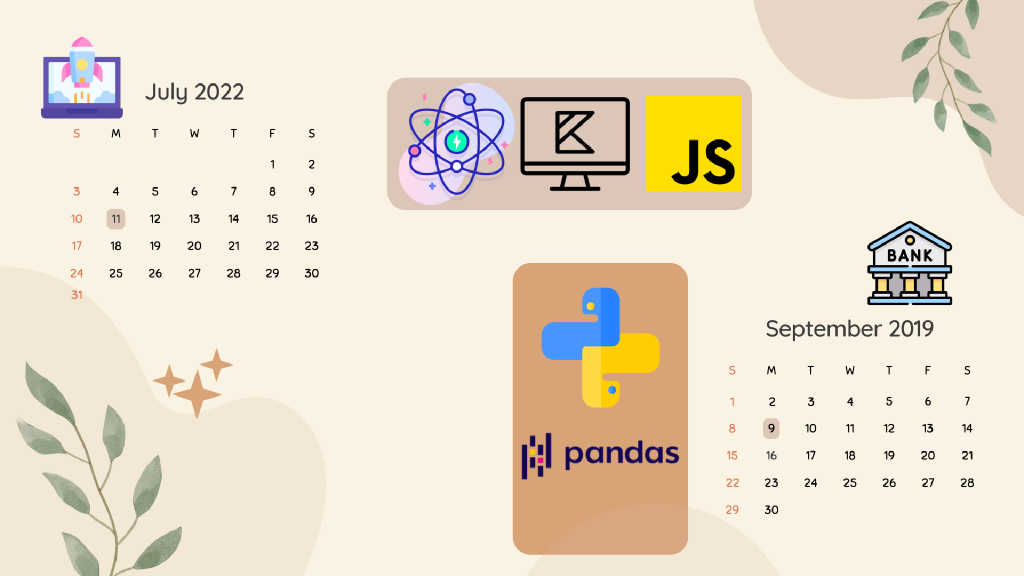 July 2022
S M T W T F S
1 2
3 4 5 6 7 8 9
10 11 12 13 14 15 16
17 18 19 20 21 22 23
24 25 26 27 28 29 30
31
JS
BANK
September 2019
S M T W T F S
1 2 3 4 5 6 7
8 9 10 11 12 13 14
15 16 17 18 19 20 21
22 23 24 25 26 27 28
29 30
pandas